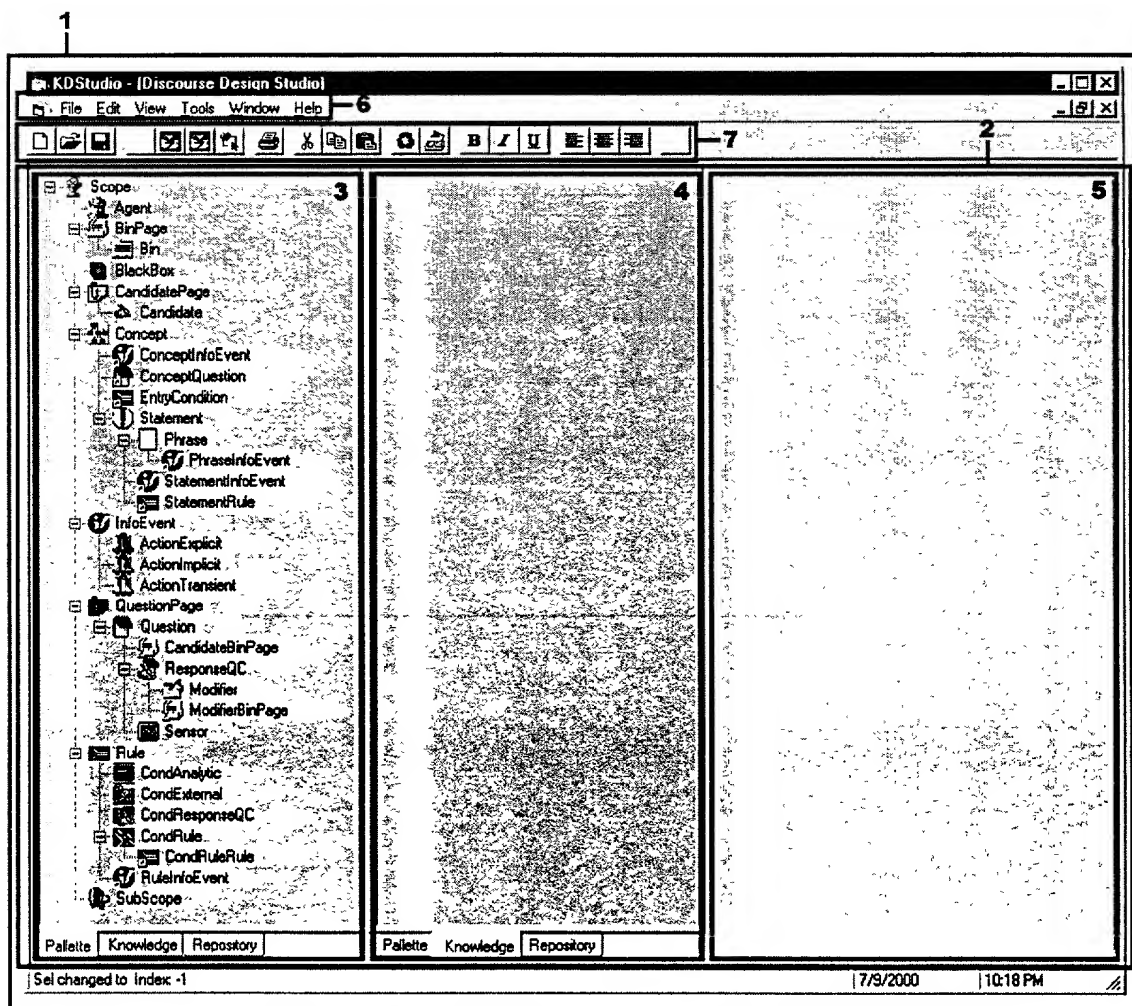 1
KDStudio - [Discourse Design Studio]
File Edit View Tools Window Help 6
2
B I U 7
3
4
5
Scope
Agent
BinPage
Bin
BlackBox
CandidatePage
Candidate
Concept
ConceptInfoEvent
ConceptQuestion
EntryCondition
Statement
Phrase
PhraseInfoEvent
StatementInfoEvent
StatementRule
InfoEvent
ActionExplicit
ActionImplicit
ActionTransient
QuestionPage
Question
CandidateBinPage
ResponseQC
Modifier
ModifierBinPage
Sensor
Rule
CondAnalytic
CondExternal
CondResponseQC
CondRule
CondRuleRule
RuleInfoEvent
SubScope
Pallette Knowledge Repository
Pallette Knowledge Repository
Sel changed to Index: -1 7/9/2000 10:18 PM